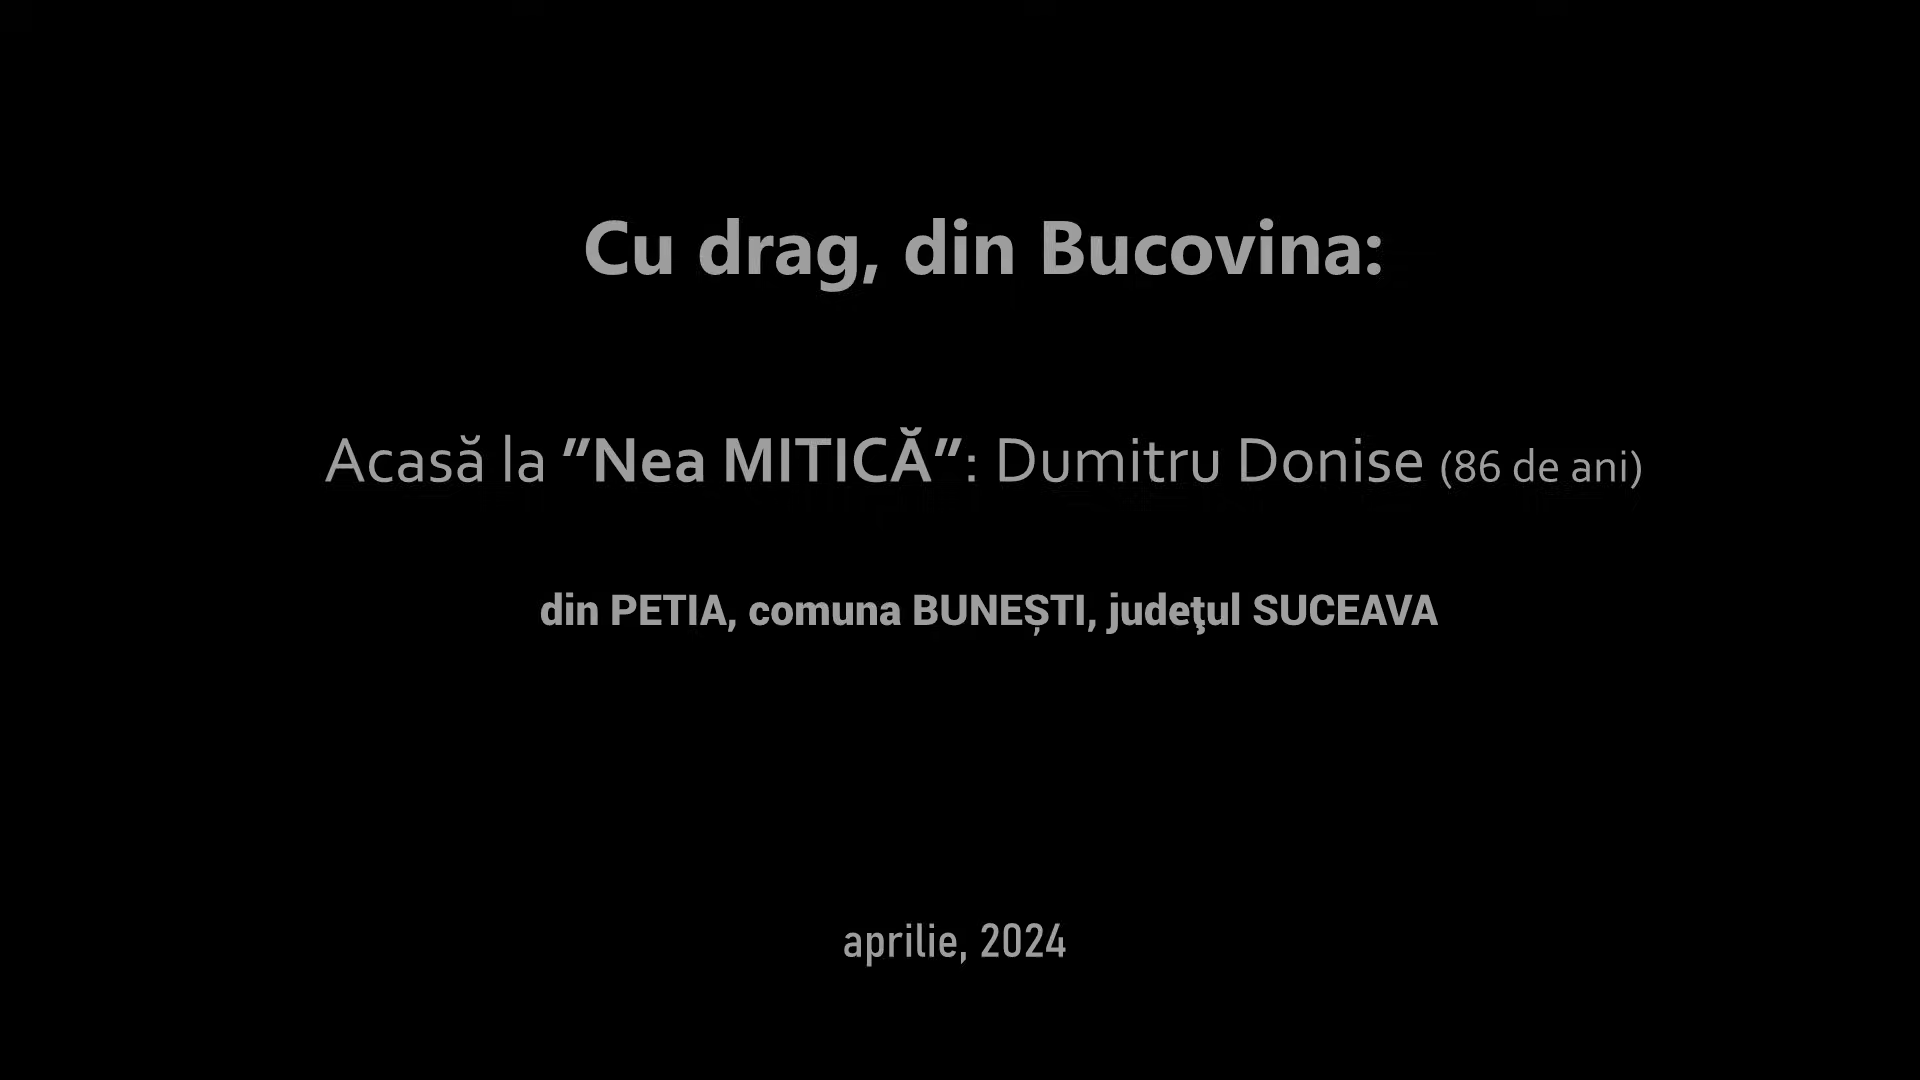 Cu drag, din Bucovina:
Acasă la ”Nea MITICĂ”: Dumitru Donise (86 de ani)
din PETIA, comuna BUNEȘTI, judeţul SUCEAVA
aprilie, 2024